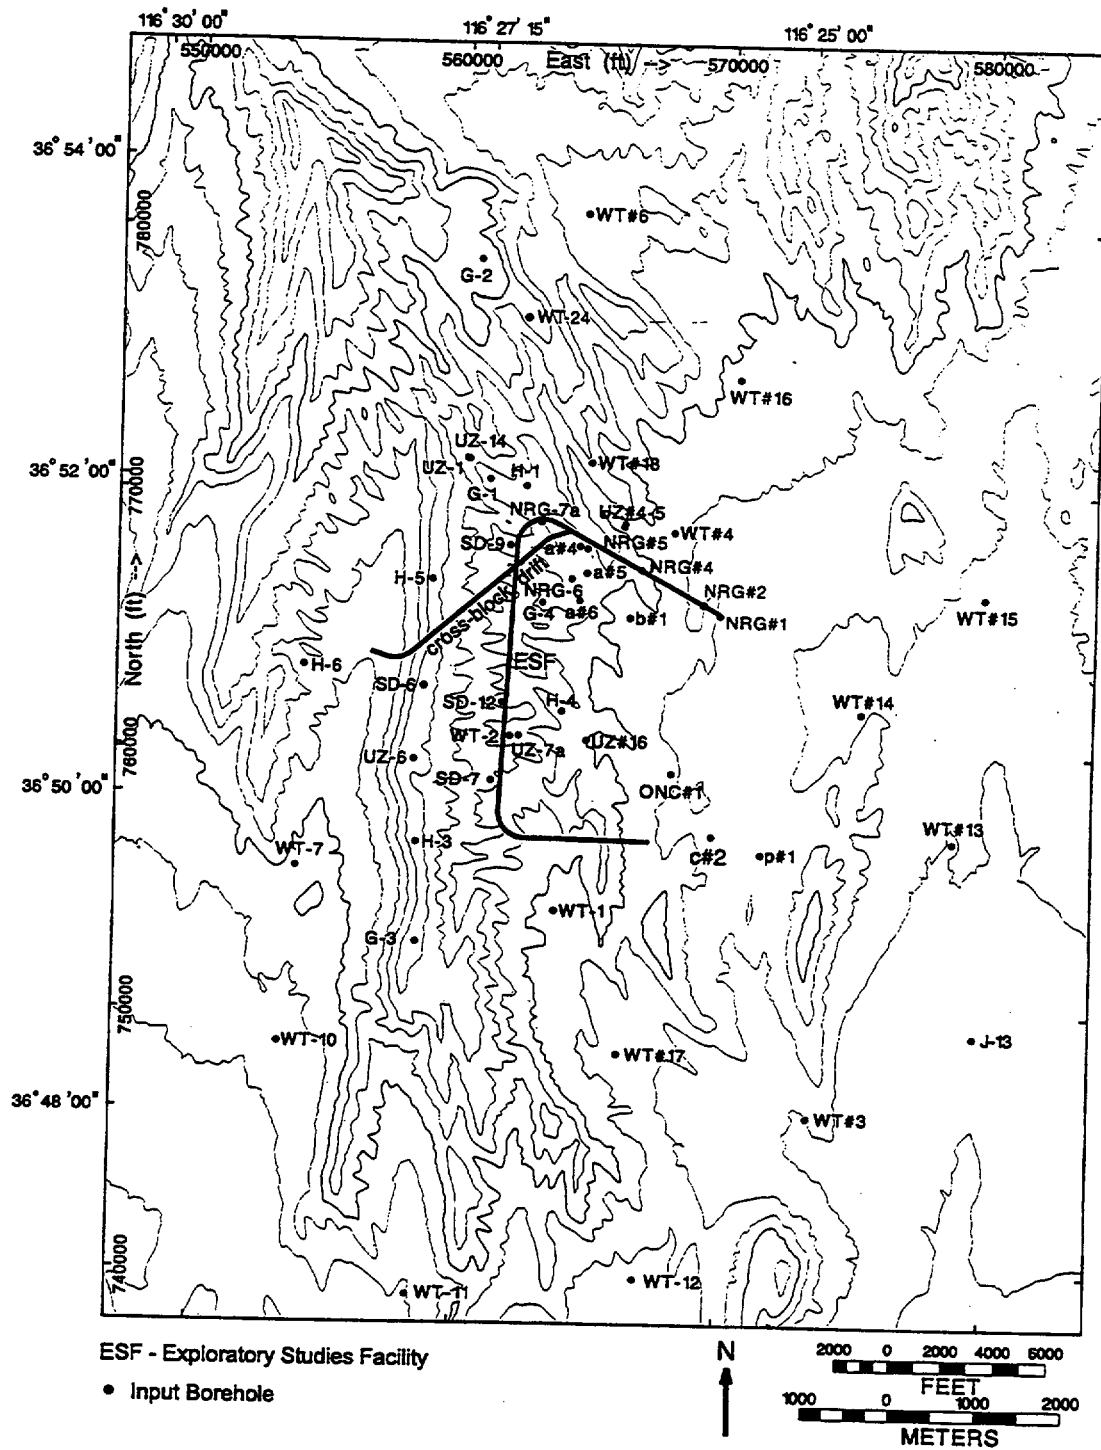 116° 30' 00"
116° 27' 15"
116° 25' 00"
550000
560000
East (ft) -->
570000
580000
36° 54' 00"
780000
WT#6
G-2
WT-24
WT#16
36° 52' 00"
770000
UZ-14
UZ-1
H-1
WT#18
G-1
NRG-7a
UZ#4-5
WT#4
SD-9
a#4
NRG#5
NRG#4
H-5
cross-block drift
a#5
NRG-6
NRG#2
G-4
a#6
b#1
NRG#1
WT#15
North (ft) -->
H-6
ESF
SD-6
SD-12
H-4
WT#14
760000
WT-2
UZ-7a
UZ#16
UZ-6
SD-7
36° 50' 00"
ONC#1
WT-7
H-3
c#2
p#1
WT#13
WT-1
G-3
750000
WT-10
WT#17
J-13
36° 48' 00"
WT#3
740000
WT-11
WT-12
ESF - Exploratory Studies Facility
Input Borehole
N
2000 0 2000 4000 6000
FEET
1000 0 1000 2000
METERS